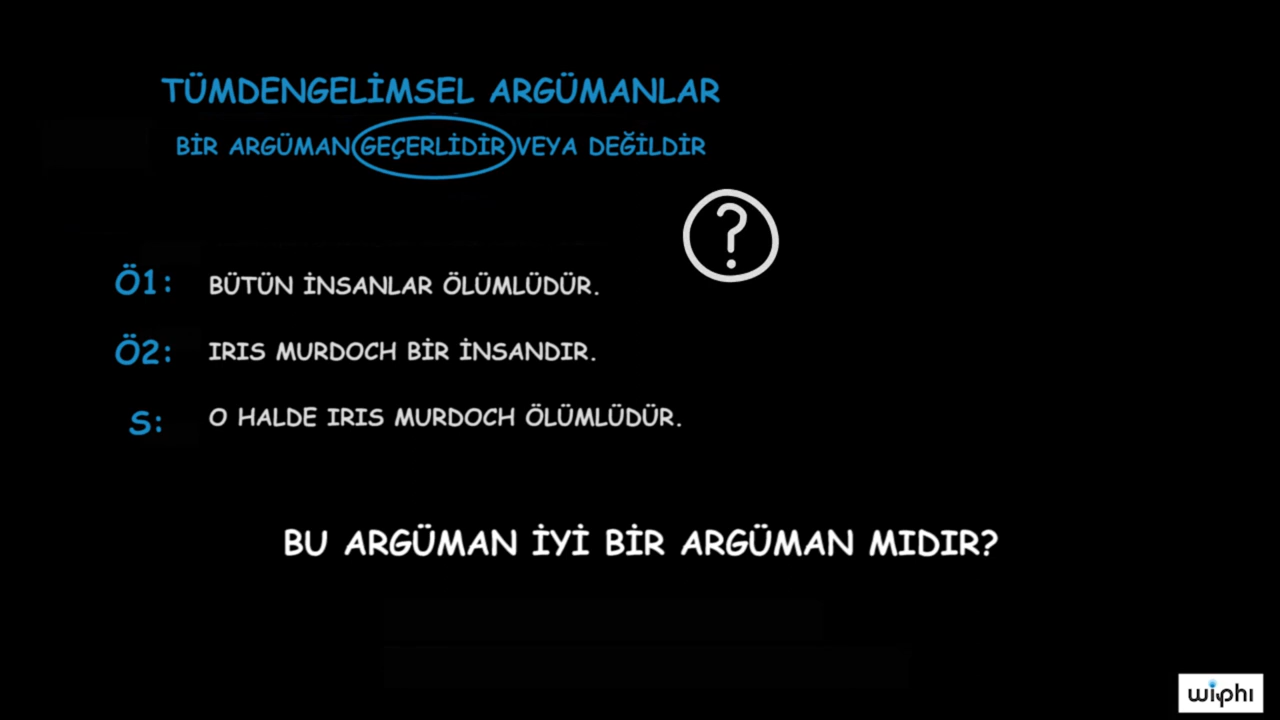 TÜMDENGELİMSEL ARGÜMANLAR
BİR ARGÜMAN GEÇERLİDİR VEYA DEĞİLDİR
?
Ö1: BÜTÜN İNSANLAR ÖLÜMLÜDÜR.
Ö2: IRIS MURDOCH BİR İNSANDIR.
S: O HALDE IRIS MURDOCH ÖLÜMLÜDÜR.
BU ARGÜMAN İYİ BİR ARGÜMAN MIDIR?
wiphi